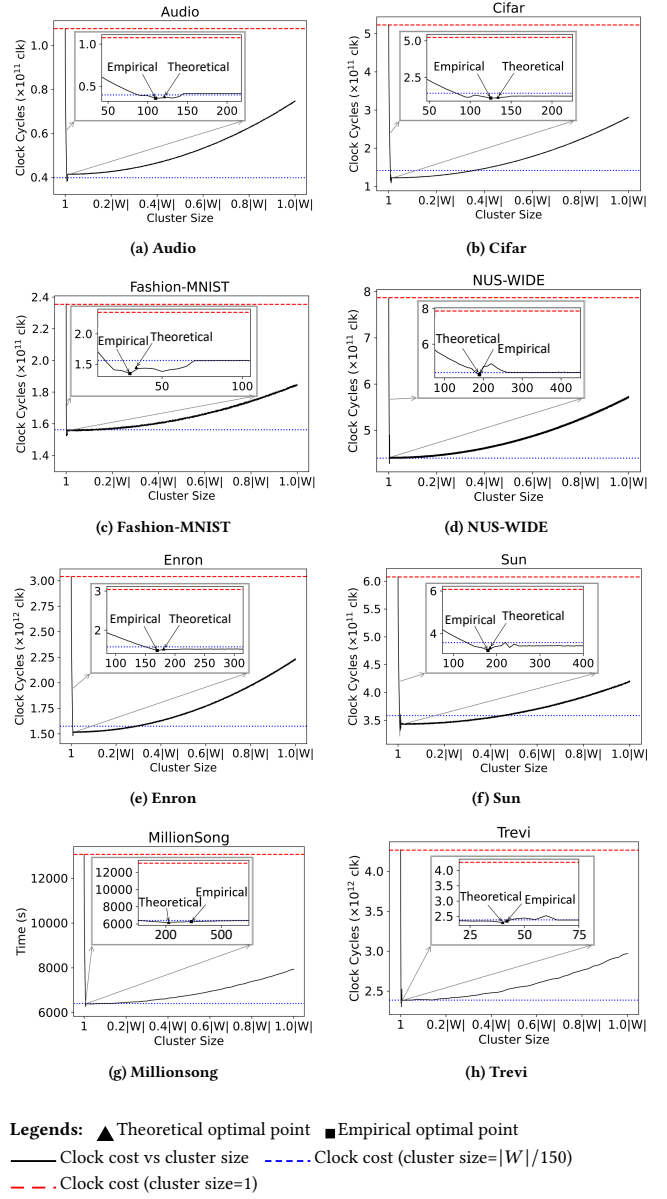 Audio
Clock Cycles (×10^11 clk)
1.0
0.8
0.6
0.4
1.0
0.5
Empirical Theoretical
50 100 150 200
1 0.2|W| 0.4|W| 0.6|W| 0.8|W| 1.0|W|
Cluster Size
(a) Audio
Cifar
Clock Cycles (×10^11 clk)
5
4
3
2
1
5.0
2.5
Empirical Theoretical
50 100 150 200
1 0.2|W| 0.4|W| 0.6|W| 0.8|W| 1.0|W|
Cluster Size
(b) Cifar
Fashion-MNIST
Clock Cycles (×10^11 clk)
2.4
2.2
2.0
1.8
1.6
1.4
2.0
1.5
Empirical Theoretical
50 100
1 0.2|W| 0.4|W| 0.6|W| 0.8|W| 1.0|W|
Cluster Size
(c) Fashion-MNIST
NUS-WIDE
Clock Cycles (×10^11 clk)
8
7
6
5
8
6
Theoretical Empirical
100 200 300 400
1 0.2|W| 0.4|W| 0.6|W| 0.8|W| 1.0|W|
Cluster Size
(d) NUS-WIDE
Enron
Clock Cycles (×10^12 clk)
3.00
2.75
2.50
2.25
2.00
1.75
1.50
3
2
Empirical Theoretical
100 150 200 250 300
1 0.2|W| 0.4|W| 0.6|W| 0.8|W| 1.0|W|
Cluster Size
(e) Enron
Sun
Clock Cycles (×10^11 clk)
6.0
5.5
5.0
4.5
4.0
3.5
6
4
Empirical Theoretical
100 200 300 400
1 0.2|W| 0.4|W| 0.6|W| 0.8|W| 1.0|W|
Cluster Size
(f) Sun
MillionSong
Time (s)
12000
10000
8000
6000
14000
12000
10000
8000
6000
Theoretical Empirical
200 500
1 0.2|W| 0.4|W| 0.6|W| 0.8|W| 1.0|W|
Cluster Size
(g) Millionsong
Trevi
Clock Cycles (×10^12 clk)
4.0
3.5
3.0
2.5
4.0
3.5
3.0
2.5
Theoretical Empirical
25 50 75
1 0.2|W| 0.4|W| 0.6|W| 0.8|W| 1.0|W|
Cluster Size
(h) Trevi
Legends: ▲ Theoretical optimal point ■ Empirical optimal point
Clock cost vs cluster size Clock cost (cluster size=|W|/150)
Clock cost (cluster size=1)